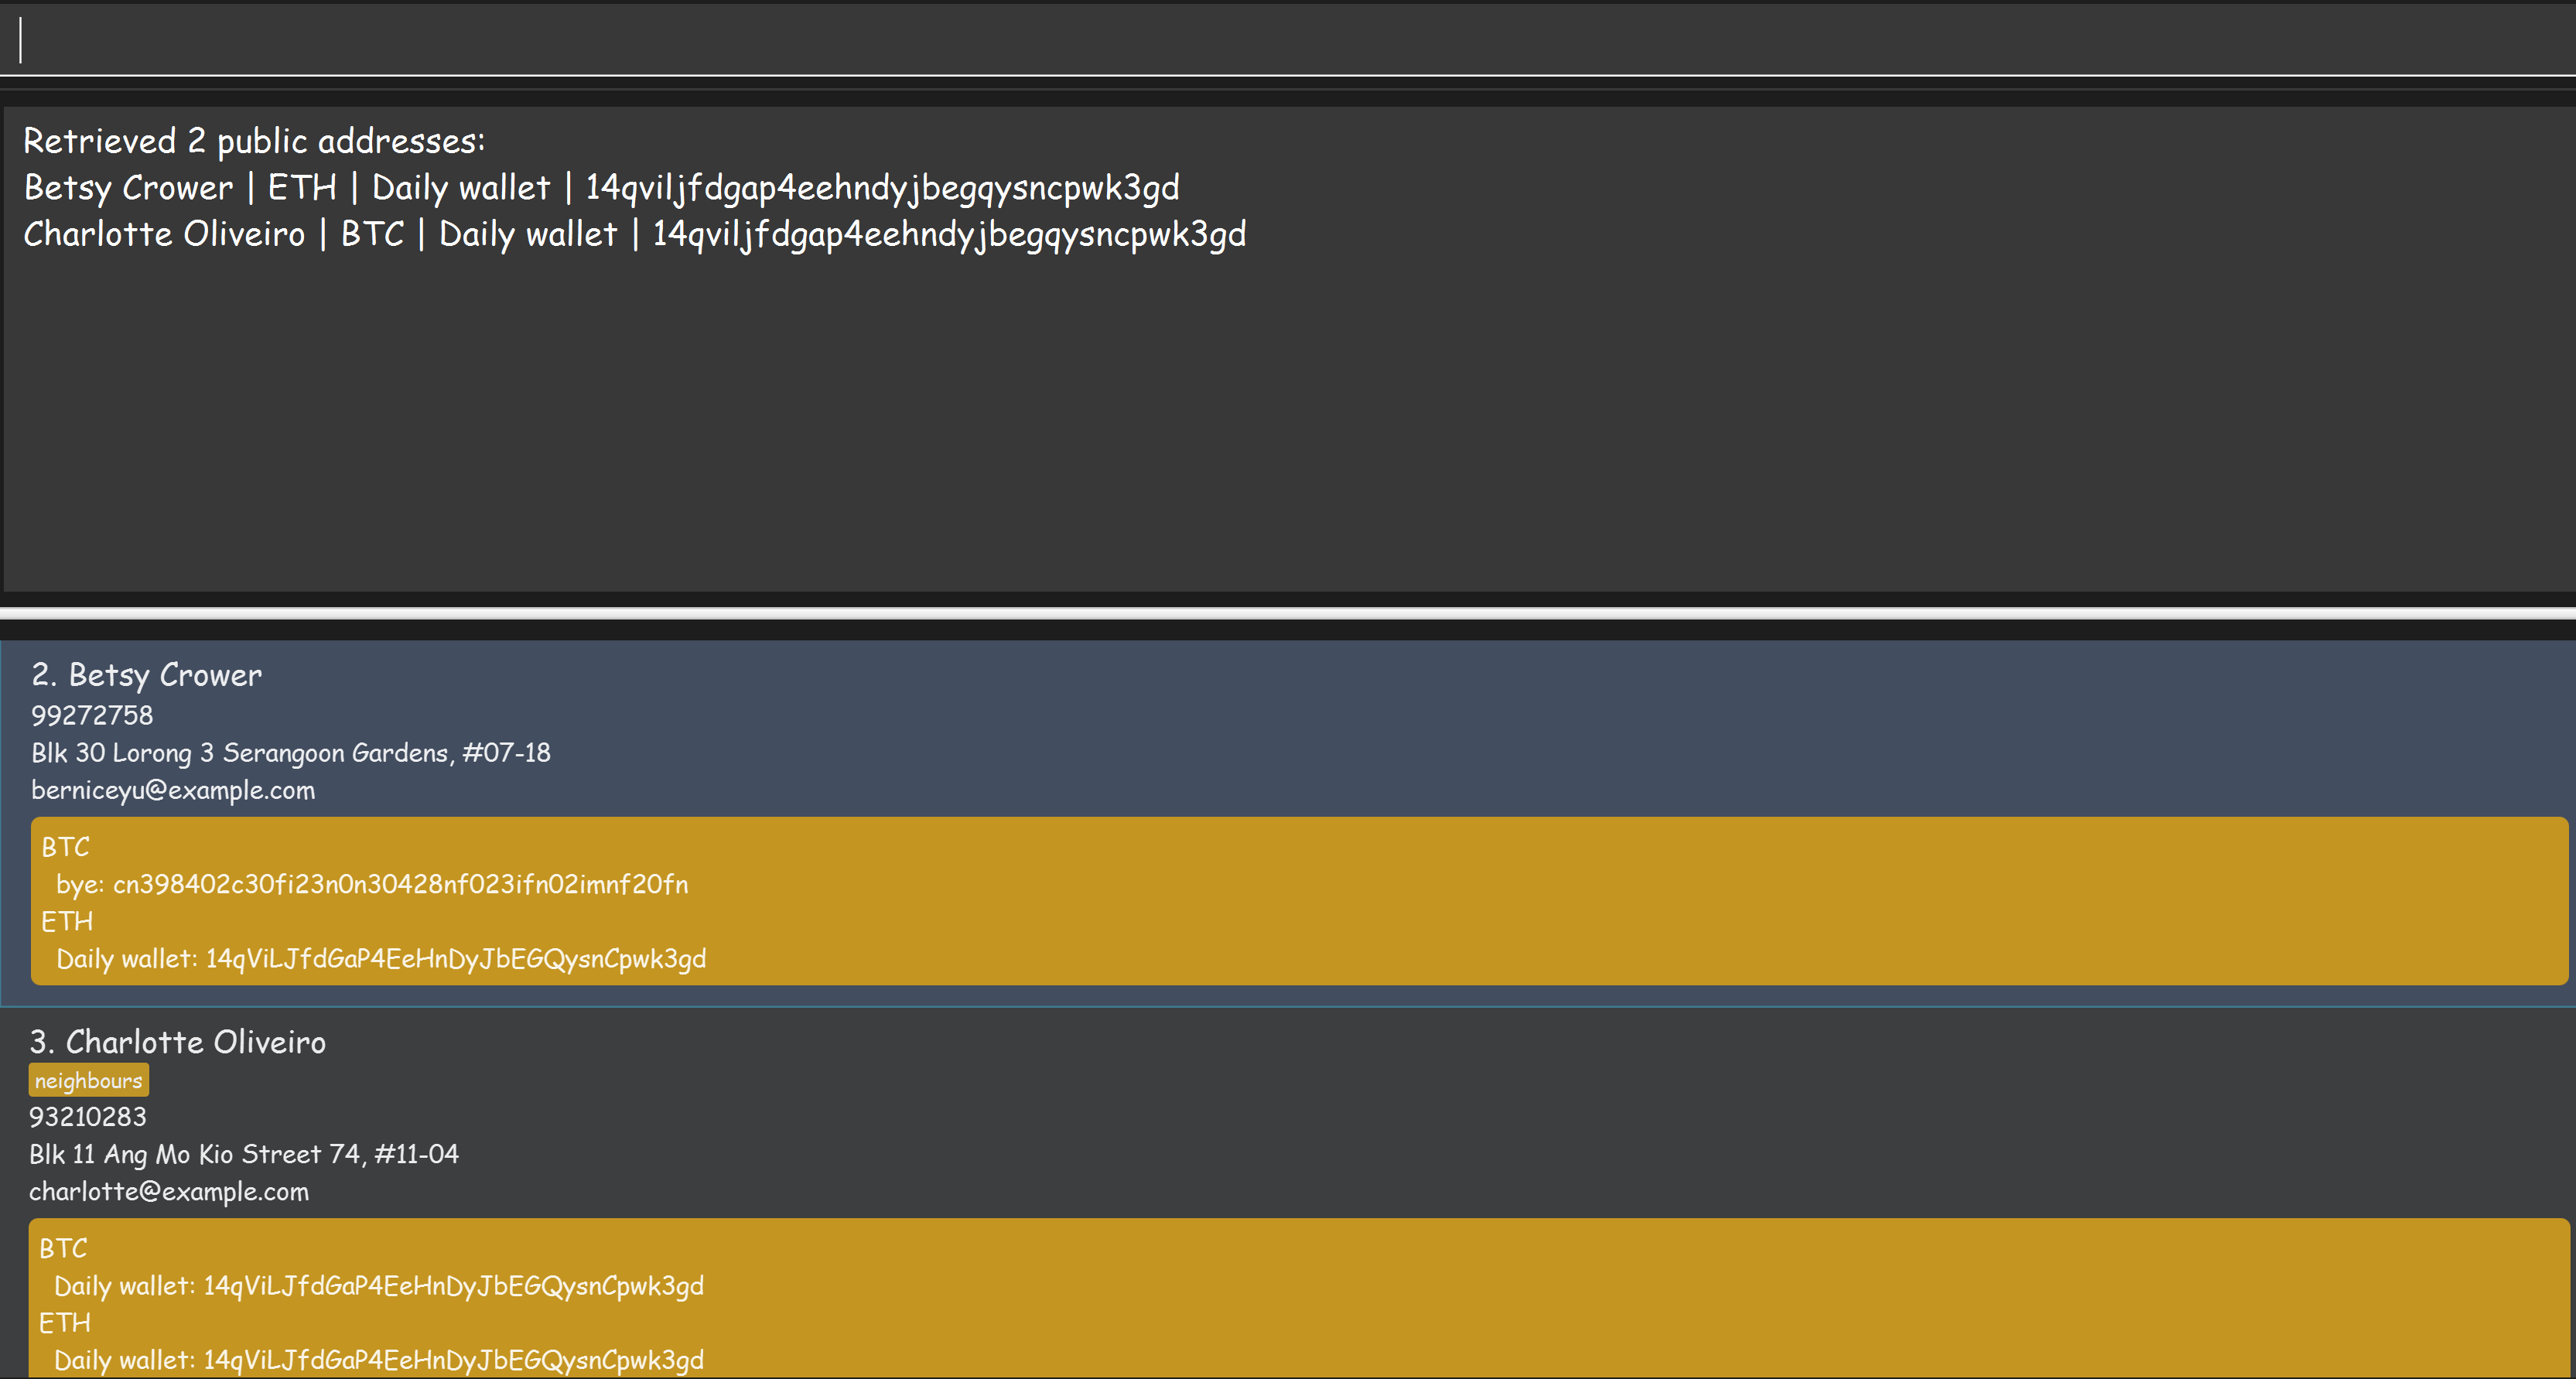 Retrieved 2 public addresses:
Betsy Crower | ETH | Daily wallet | 14qviljfdgap4eehndyjbegqysncpwk3gd
Charlotte Oliveiro | BTC | Daily wallet | 14qviljfdgap4eehndyjbegqysncpwk3gd
2. Betsy Crower
99272758
Blk 30 Lorong 3 Serangoon Gardens, #07-18
berniceyu@example.com
BTC
bye: cn398402c30fi23n0n30428nf023ifn02imnf20fn
ETH
Daily wallet: 14qViLJfdGaP4EeHnDyJbEGQysnCpwk3gd
3. Charlotte Oliveiro
neighbours
93210283
Blk 11 Ang Mo Kio Street 74, #11-04
charlotte@example.com
BTC
Daily wallet: 14qViLJfdGaP4EeHnDyJbEGQysnCpwk3gd
ETH
Daily wallet: 14qViLJfdGaP4EeHnDyJbEGQysnCpwk3gd